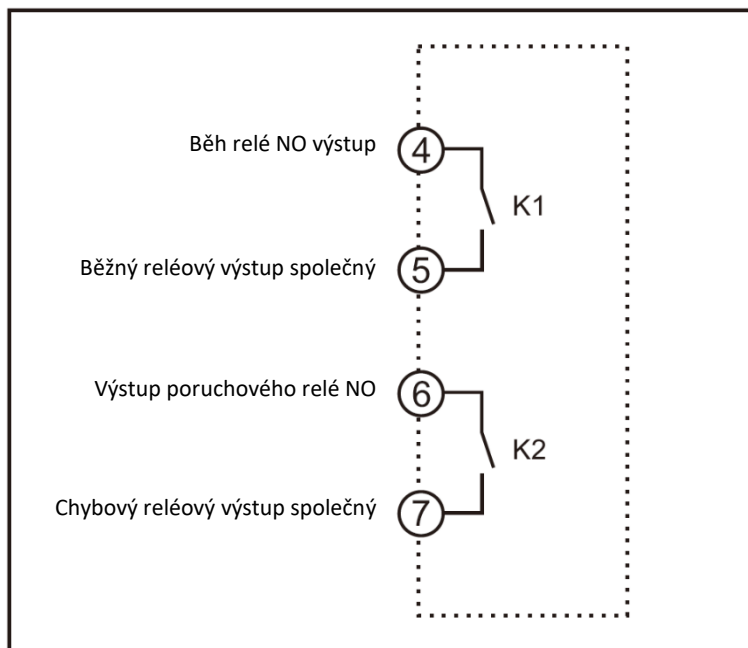 Běh relé NO výstup
4
K1
Běžný reléový výstup společný
5
Výstup poruchového relé NO
6
K2
Chybový reléový výstup společný
7